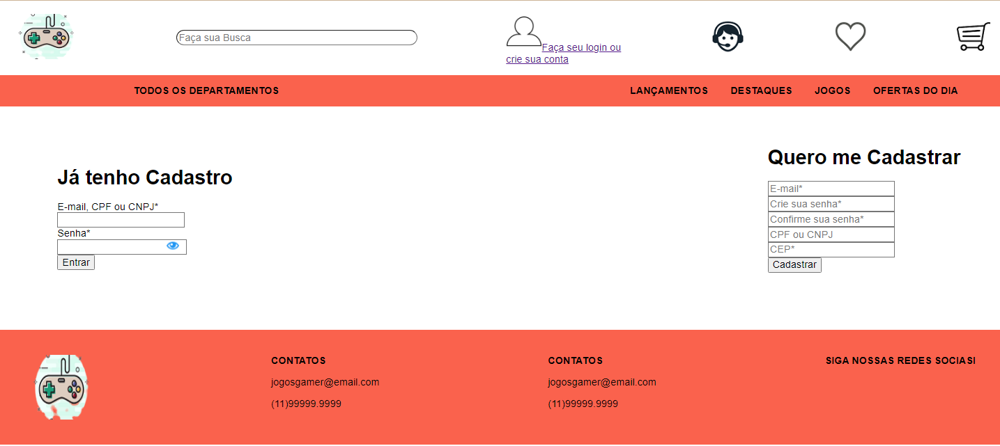 Faça sua Busca
Faça seu login ou
crie sua conta
TODOS OS DEPARTAMENTOS
LANÇAMENTOS
DESTAQUES
JOGOS
OFERTAS DO DIA
Já tenho Cadastro
E-mail, CPF ou CNPJ*
Senha*
Entrar
Quero me Cadastrar
E-mail*
Crie sua senha*
Confirme sua senha*
CPF ou CNPJ
CEP*
Cadastrar
CONTATOS
jogosgamer@email.com
(11)99999.9999
CONTATOS
jogosgamer@email.com
(11)99999.9999
SIGA NOSSAS REDES SOCIASI